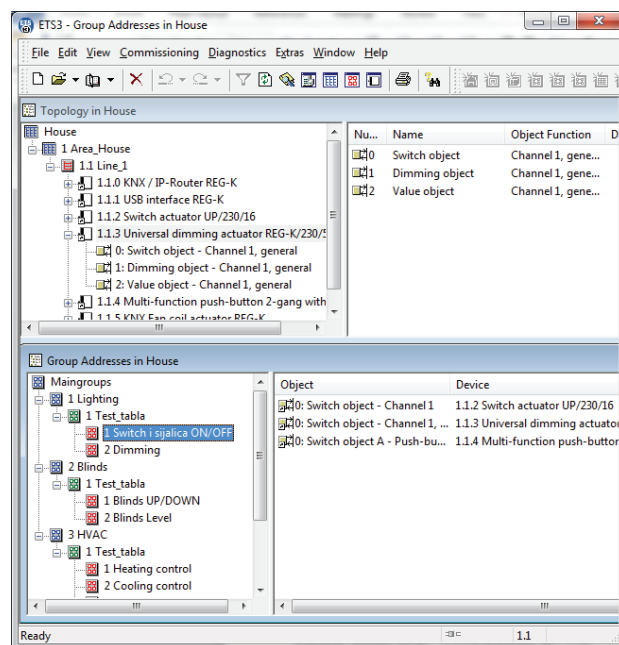 ETS3 - Group Addresses in House
File Edit View Commissioning Diagnostics Extras Window Help
Topology in House
House
1 Area_House
1.1 Line_1
1.1.0 KNX / IP-Router REG-K
1.1.1 USB interface REG-K
1.1.2 Switch actuator UP/230/16
1.1.3 Universal dimming actuator REG-K/230/5
0: Switch object - Channel 1, general
1: Dimming object - Channel 1, general
2: Value object - Channel 1, general
1.1.4 Multi-function push-button 2-gang with
1.1.5 KNX Fan coil actuator REG-K
Nu... Name Object Function D
0 Switch object Channel 1, gene...
1 Dimming object Channel 1, gene...
2 Value object Channel 1, gene...
Group Addresses in House
Maingroups
1 Lighting
1 Test_tabla
1 Switch i sijalica ON/OFF
2 Dimming
2 Blinds
1 Test_tabla
1 Blinds UP/DOWN
2 Blinds Level
3 HVAC
1 Test_tabla
1 Heating control
2 Cooling control
Object Device
0: Switch object - Channel 1 1.1.2 Switch actuator UP/230/16
0: Switch object - Channel 1, ... 1.1.3 Universal dimming actuato
0: Switch object A - Push-bu... 1.1.4 Multi-function push-button
Ready 1.1